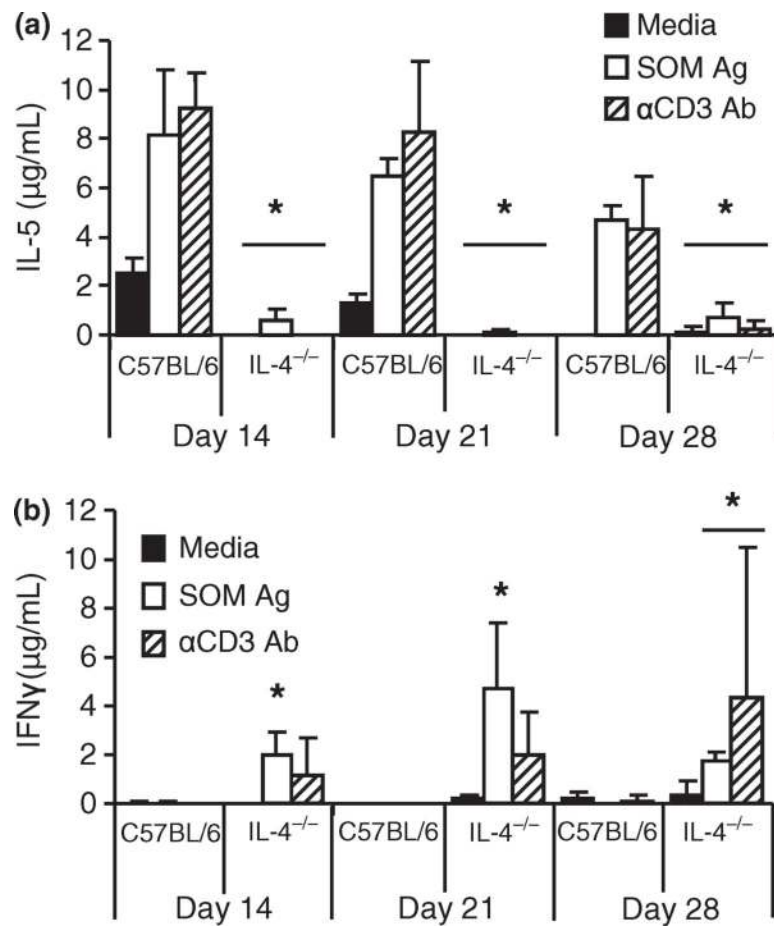 (a)
12
10
8
6
4
2
0
IL-5 (µg/mL)
Media
SOM Ag
αCD3 Ab
*
*
*
C57BL/6 IL-4⁻/⁻ C57BL/6 IL-4⁻/⁻ C57BL/6 IL-4⁻/⁻
Day 14 Day 21 Day 28
(b)
12
10
8
6
4
2
0
IFNγ(µg/mL)
Media
SOM Ag
αCD3 Ab
*
*
*
C57BL/6 IL-4⁻/⁻ C57BL/6 IL-4⁻/⁻ C57BL/6 IL-4⁻/⁻
Day 14 Day 21 Day 28